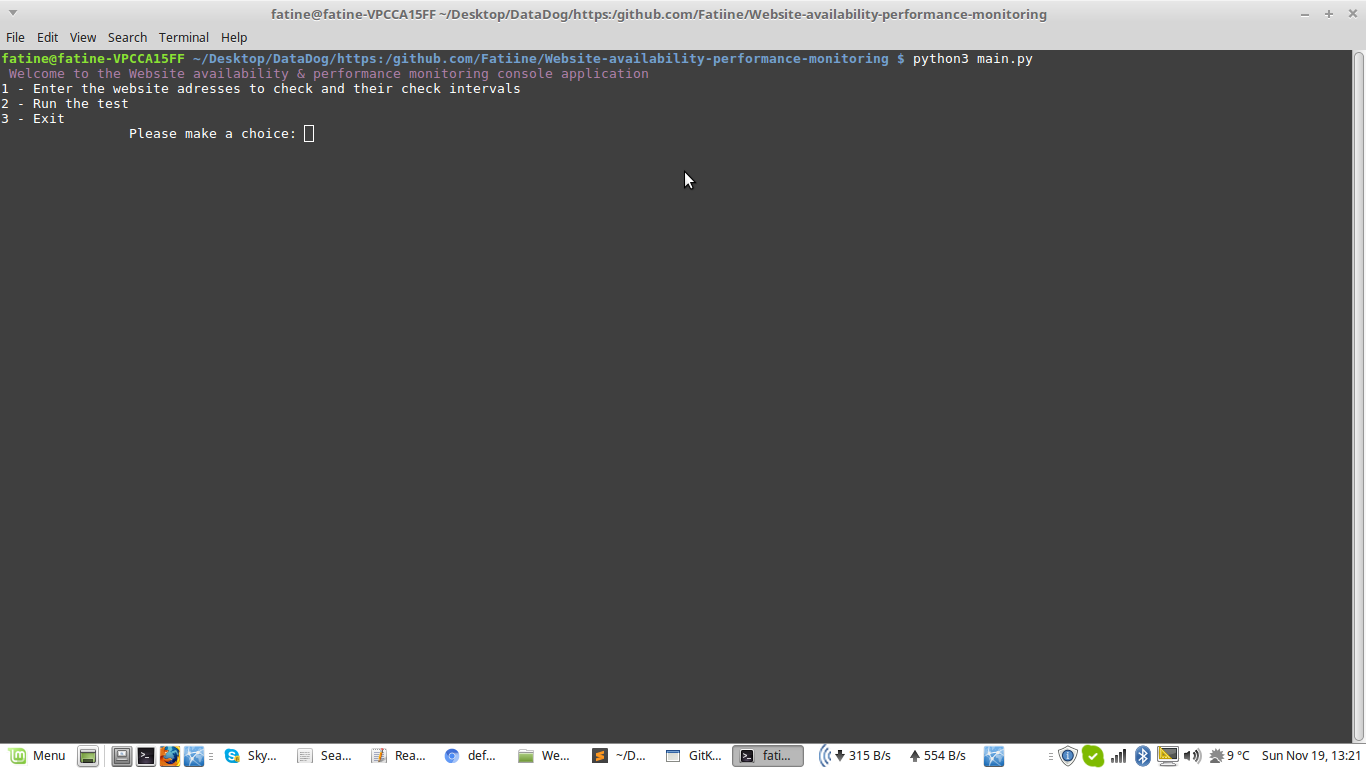 fatine@fatine-VPCCA15FF ~/Desktop/DataDog/https:/github.com/Fatiine/Website-availability-performance-monitoring
File Edit View Search Terminal Help
fatine@fatine-VPCCA15FF ~/Desktop/DataDog/https:/github.com/Fatiine/Website-availability-performance-monitoring $ python3 main.py
Welcome to the Website availability & performance monitoring console application
1 - Enter the website adresses to check and their check intervals
2 - Run the test
3 - Exit
Please make a choice:
Menu Sky... Sea... Rea... def... We... ~/D... GitK... fati... 315 B/s 554 B/s 9 °C Sun Nov 19, 13:21